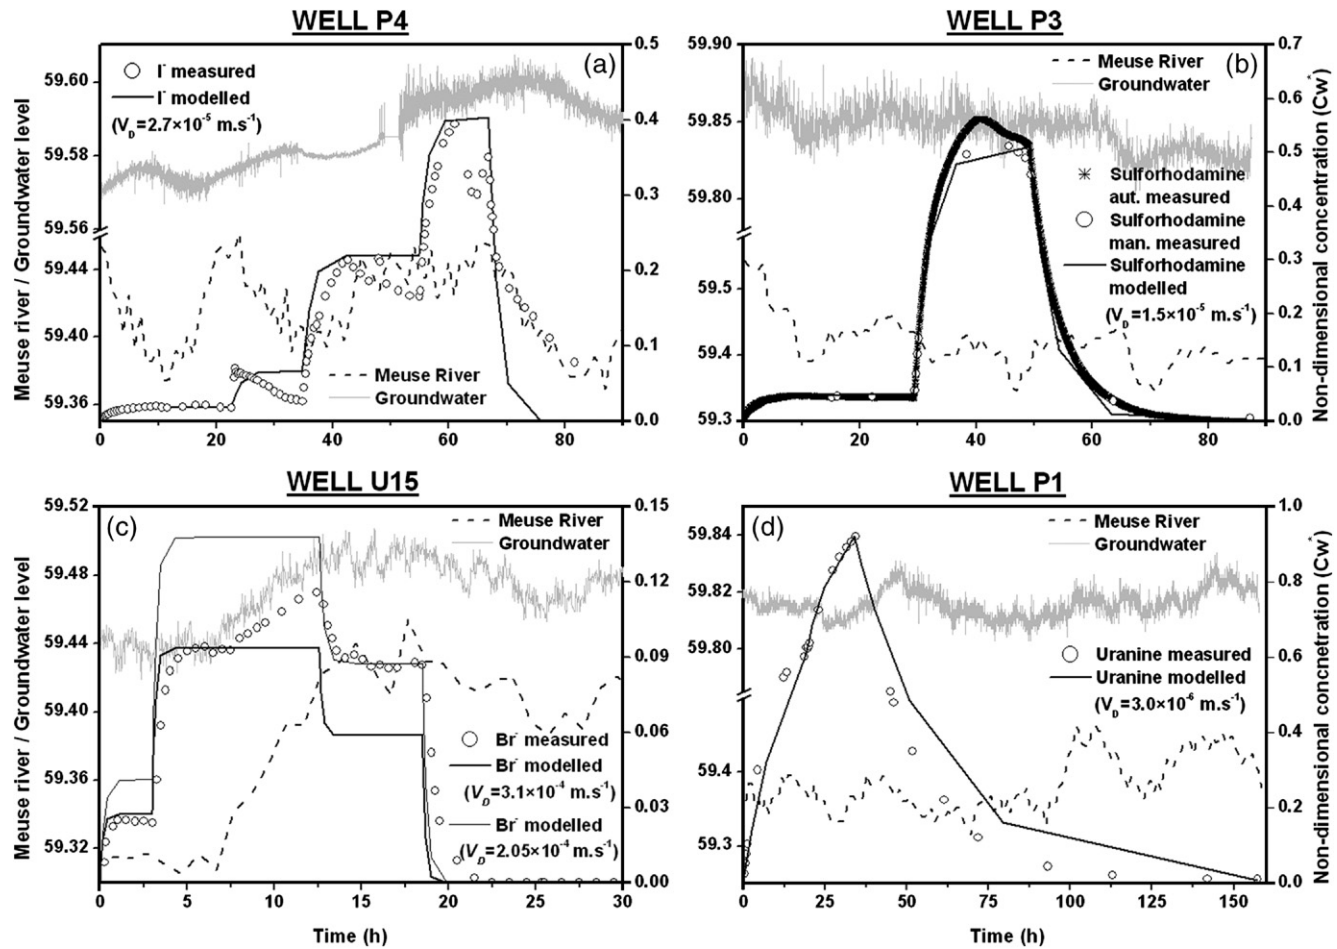 WELL P4
WELL P3
(a)
I⁻ measured
I⁻ modelled
(V_D=2.7×10⁻⁵ m.s⁻¹)
Meuse River
Groundwater
59.60
59.58
59.56
59.44
59.40
59.36
0.5
0.4
0.3
0.2
0.1
0.0
0 20 40 60 80
Meuse river / Groundwater level
(b)
Meuse River
Groundwater
Sulforhodamine
aut. measured
Sulforhodamine
man. measured
Sulforhodamine
modelled
(V_D=1.5×10⁻⁵ m.s⁻¹)
59.90
59.85
59.80
59.5
59.4
59.3
0.7
0.6
0.5
0.4
0.3
0.2
0.1
0.0
0 20 40 60 80
Non-dimensional concentration (Cw*)
WELL U15
WELL P1
(c)
Meuse River
Groundwater
Br⁻ measured
Br⁻ modelled
(V_D=3.1×10⁻⁴ m.s⁻¹)
Br⁻ modelled
(V_D=2.05×10⁻⁴ m.s⁻¹)
59.52
59.48
59.44
59.40
59.36
59.32
0.15
0.12
0.09
0.06
0.03
0.00
0 5 10 15 20 25 30
Meuse river / Groundwater level
Time (h)
(d)
Meuse River
Groundwater
Uranine measured
Uranine modelled
(V_D=3.0×10⁻⁶ m.s⁻¹)
59.84
59.82
59.80
59.4
59.3
1.0
0.8
0.6
0.4
0.2
0.0
0 25 50 75 100 125 150
Non-dimensional concnetration (Cw*)
Time (h)